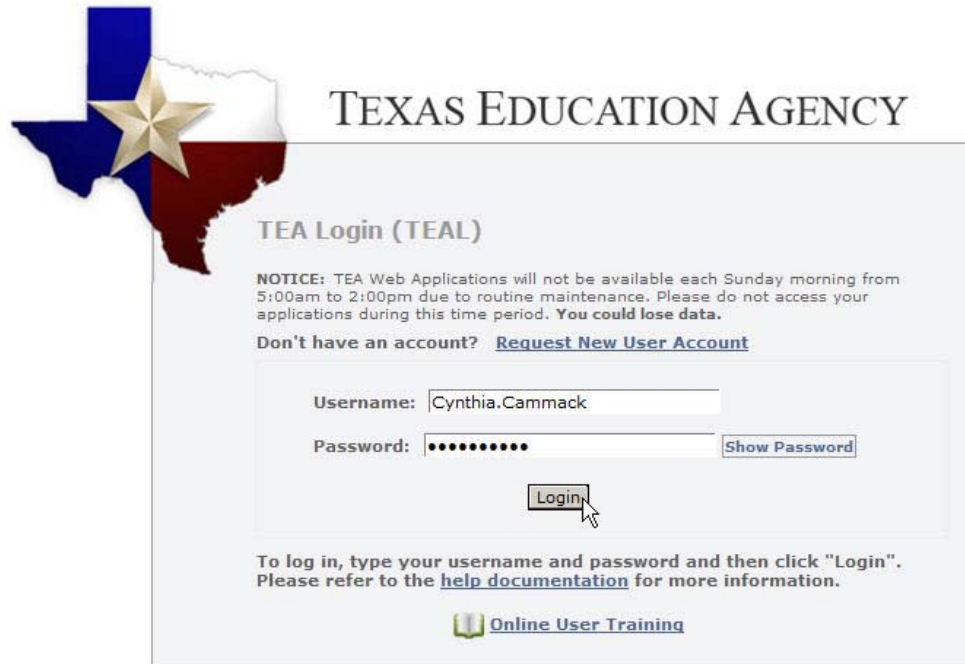 TEXAS EDUCATION AGENCY
TEA Login (TEAL)
NOTICE: TEA Web Applications will not be available each Sunday morning from
5:00am to 2:00pm due to routine maintenance. Please do not access your
applications during this time period. You could lose data.
Don't have an account? Request New User Account
Username: Cynthia.Cammack
Password: •••••••••• Show Password
Login
To log in, type your username and password and then click "Login".
Please refer to the help documentation for more information.
Online User Training